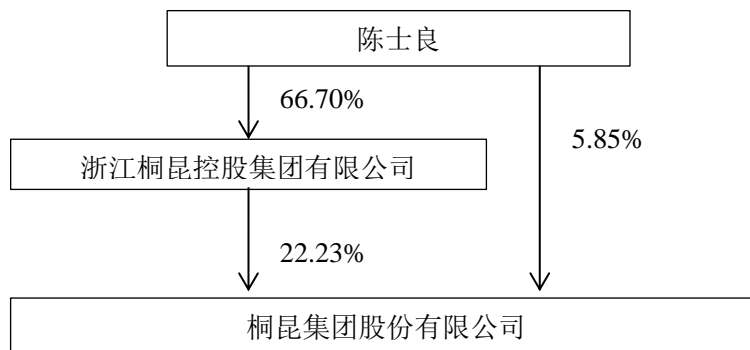 陈士良
66.70%
5.85%
浙江桐昆控股集团有限公司
22.23%
桐昆集团股份有限公司